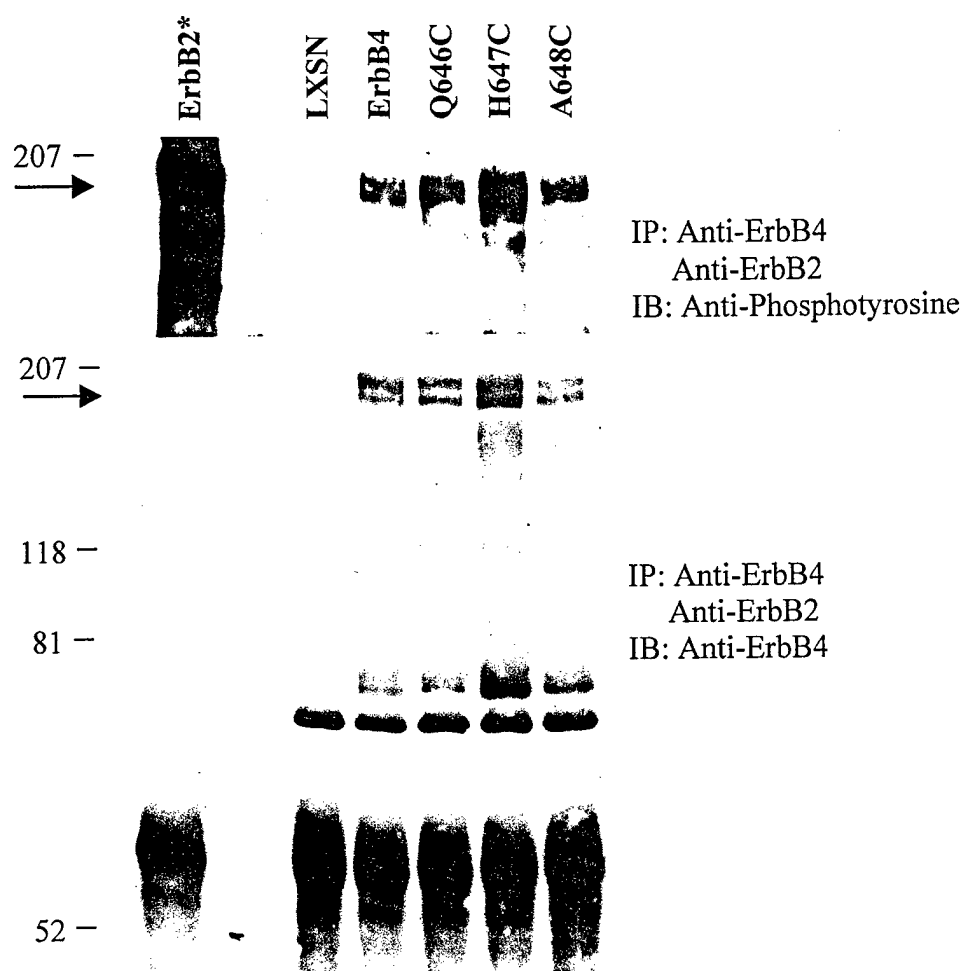 ErbB2*
LXSN
ErbB4
Q646C
H647C
A648C
207
IP: Anti-ErbB4
Anti-ErbB2
IB: Anti-Phosphotyrosine
207
118
IP: Anti-ErbB4
Anti-ErbB2
81
IB: Anti-ErbB4
52